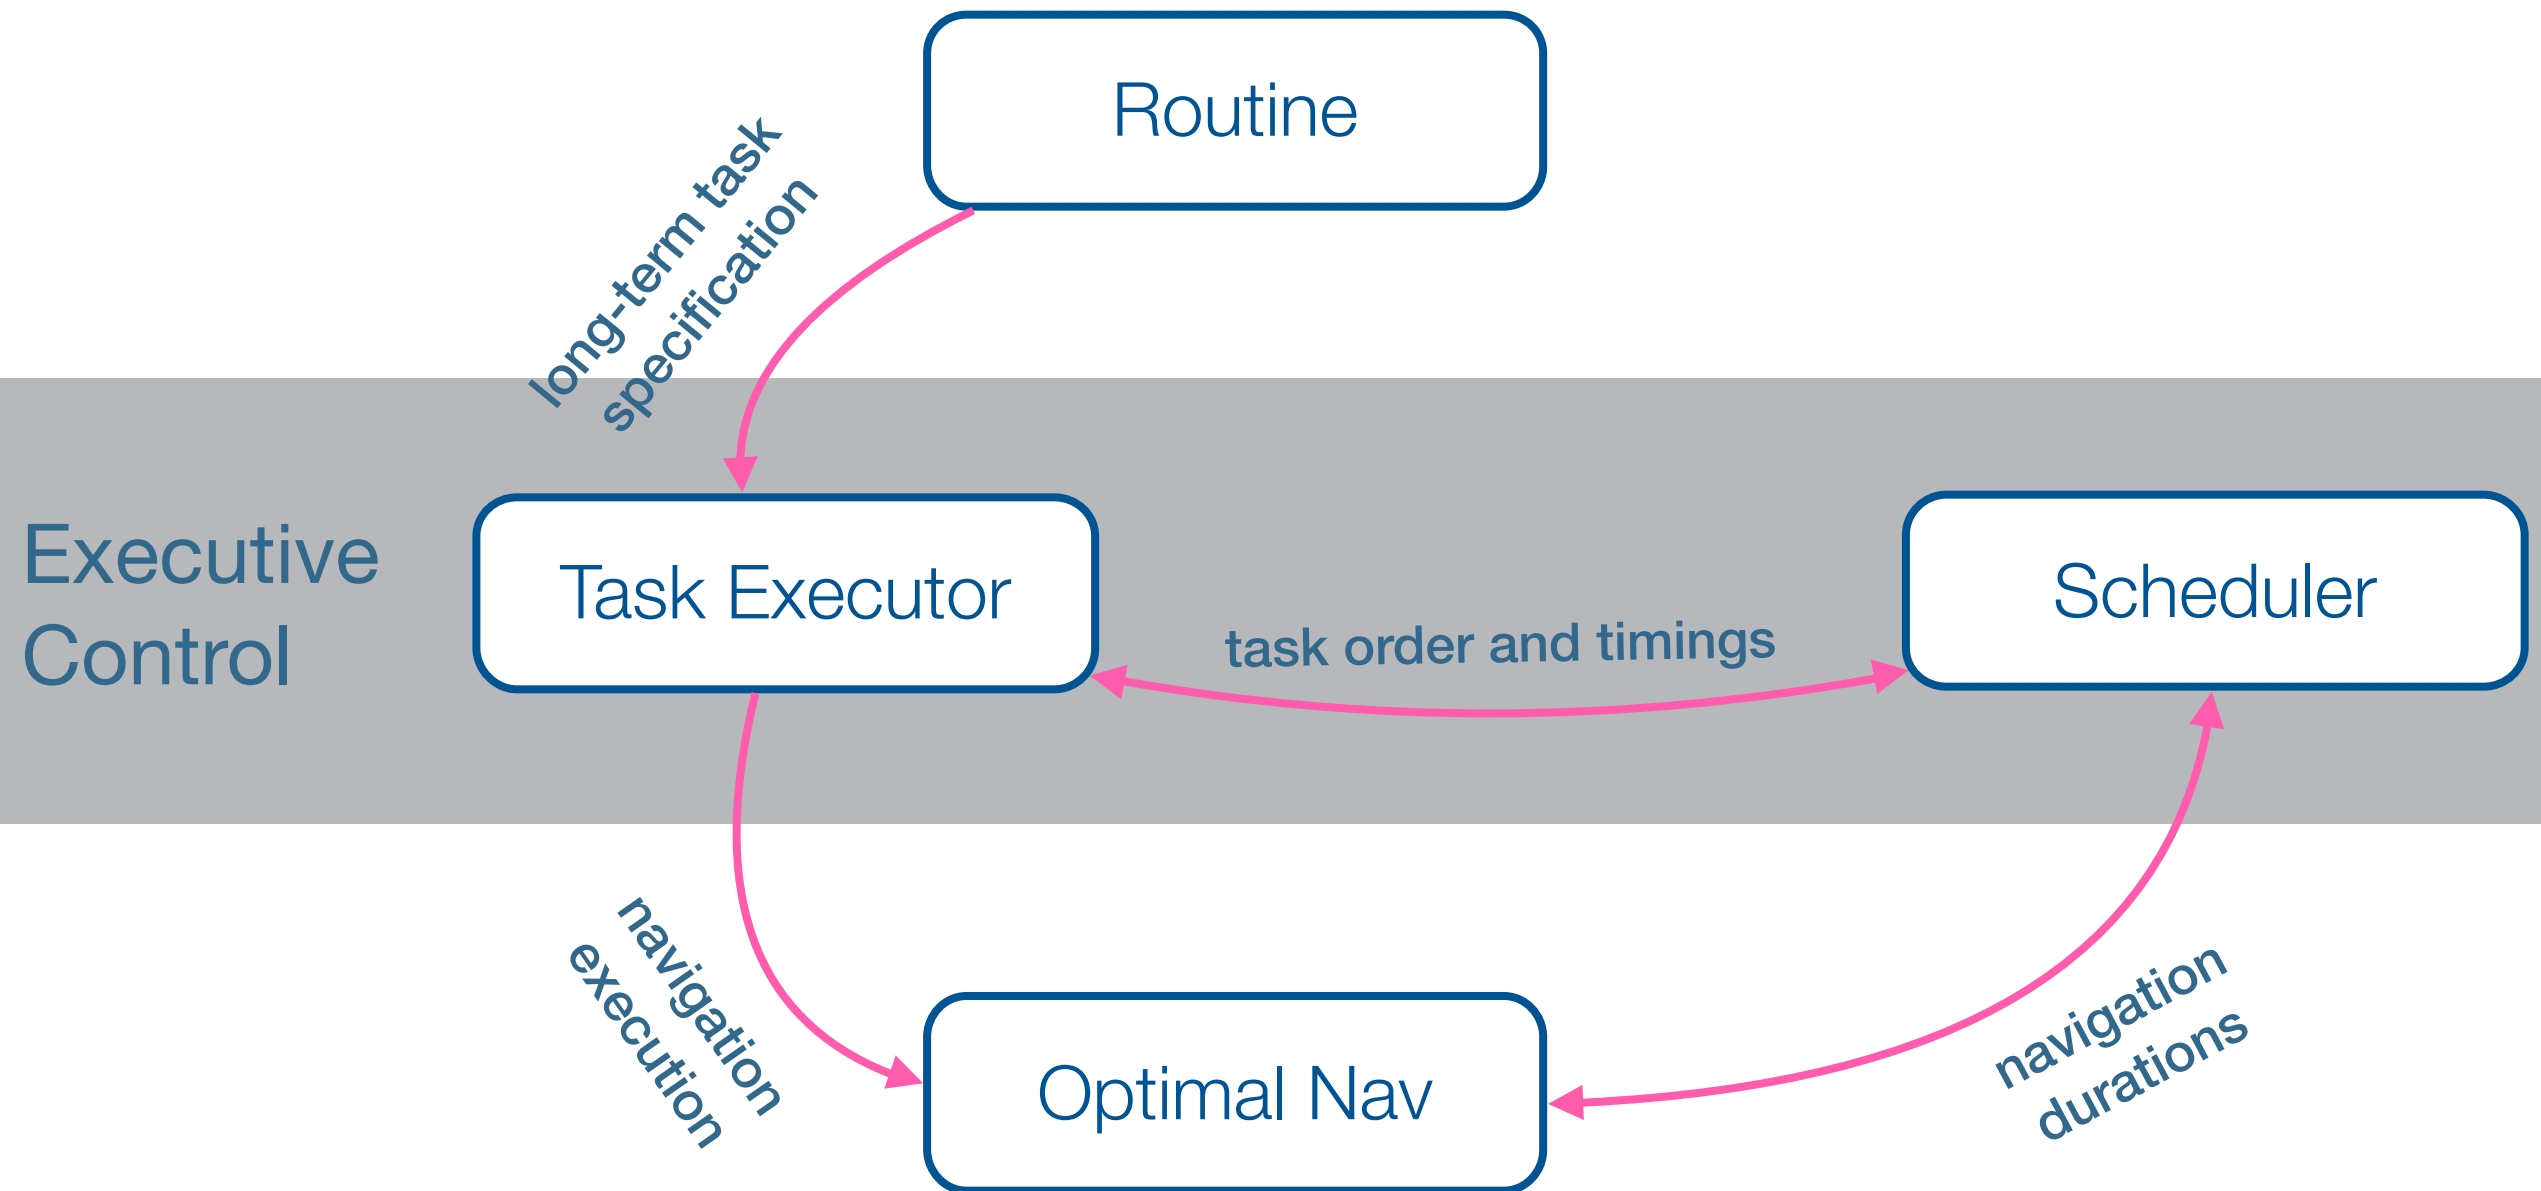 Routine
long-term task
specification
Executive
Control
Task Executor
task order and timings
Scheduler
navigation
execution
Optimal Nav
navigation
durations